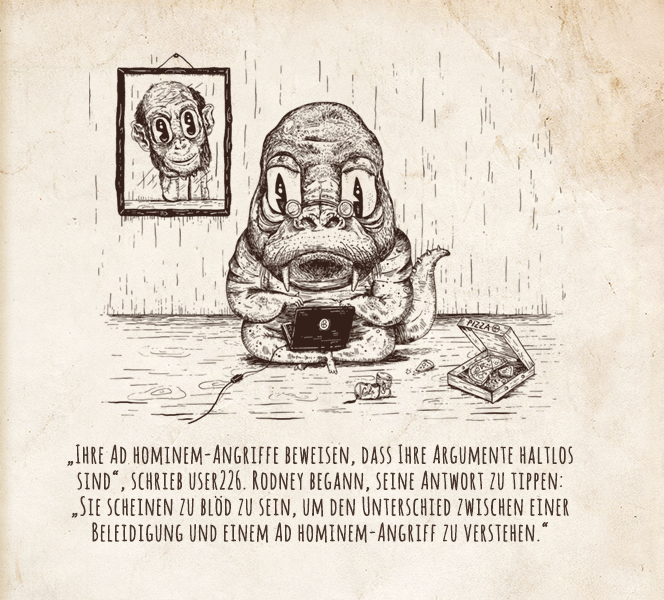 PIZZA
„Ihre Ad hominem-Angriffe beweisen, dass Ihre Argumente haltlos
sind“, schrieb user226. Rodney begann, seine Antwort zu tippen:
„Sie scheinen zu blöd zu sein, um den Unterschied zwischen einer
Beleidigung und einem Ad hominem-Angriff zu verstehen.“